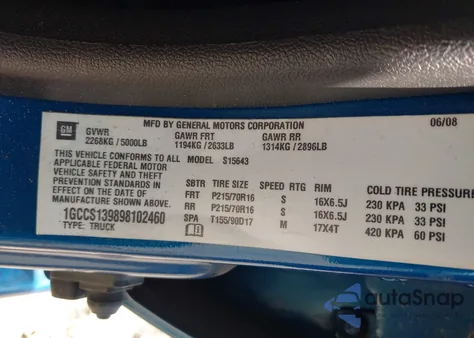 MFD BY GENERAL MOTORS CORPORATION 06/08
GM GVWR GAWR FRT GAWR RR
2268KG / 5000LB 1194KG / 2633LB 1314KG / 2896LB
THIS VEHICLE CONFORMS TO ALL MODEL S15643
APPLICABLE FEDERAL MOTOR
VEHICLE SAFETY AND THEFT SBTR TIRE SIZE SPEED RTG RIM COLD TIRE PRESSURE
PREVENTION STANDARDS IN FRT P215/70R16 S 16X6.5J 230 KPA 33 PSI
EFFECT ON THE DATE OF RR P215/70R16 S 16X6.5J 230 KPA 33 PSI
MANUFACTURE SHOWN ABOVE. SPA T155/90D17 M 17X4T 420 KPA 60 PSI
1GCCS139898102460
TYPE: TRUCK
autoSnap